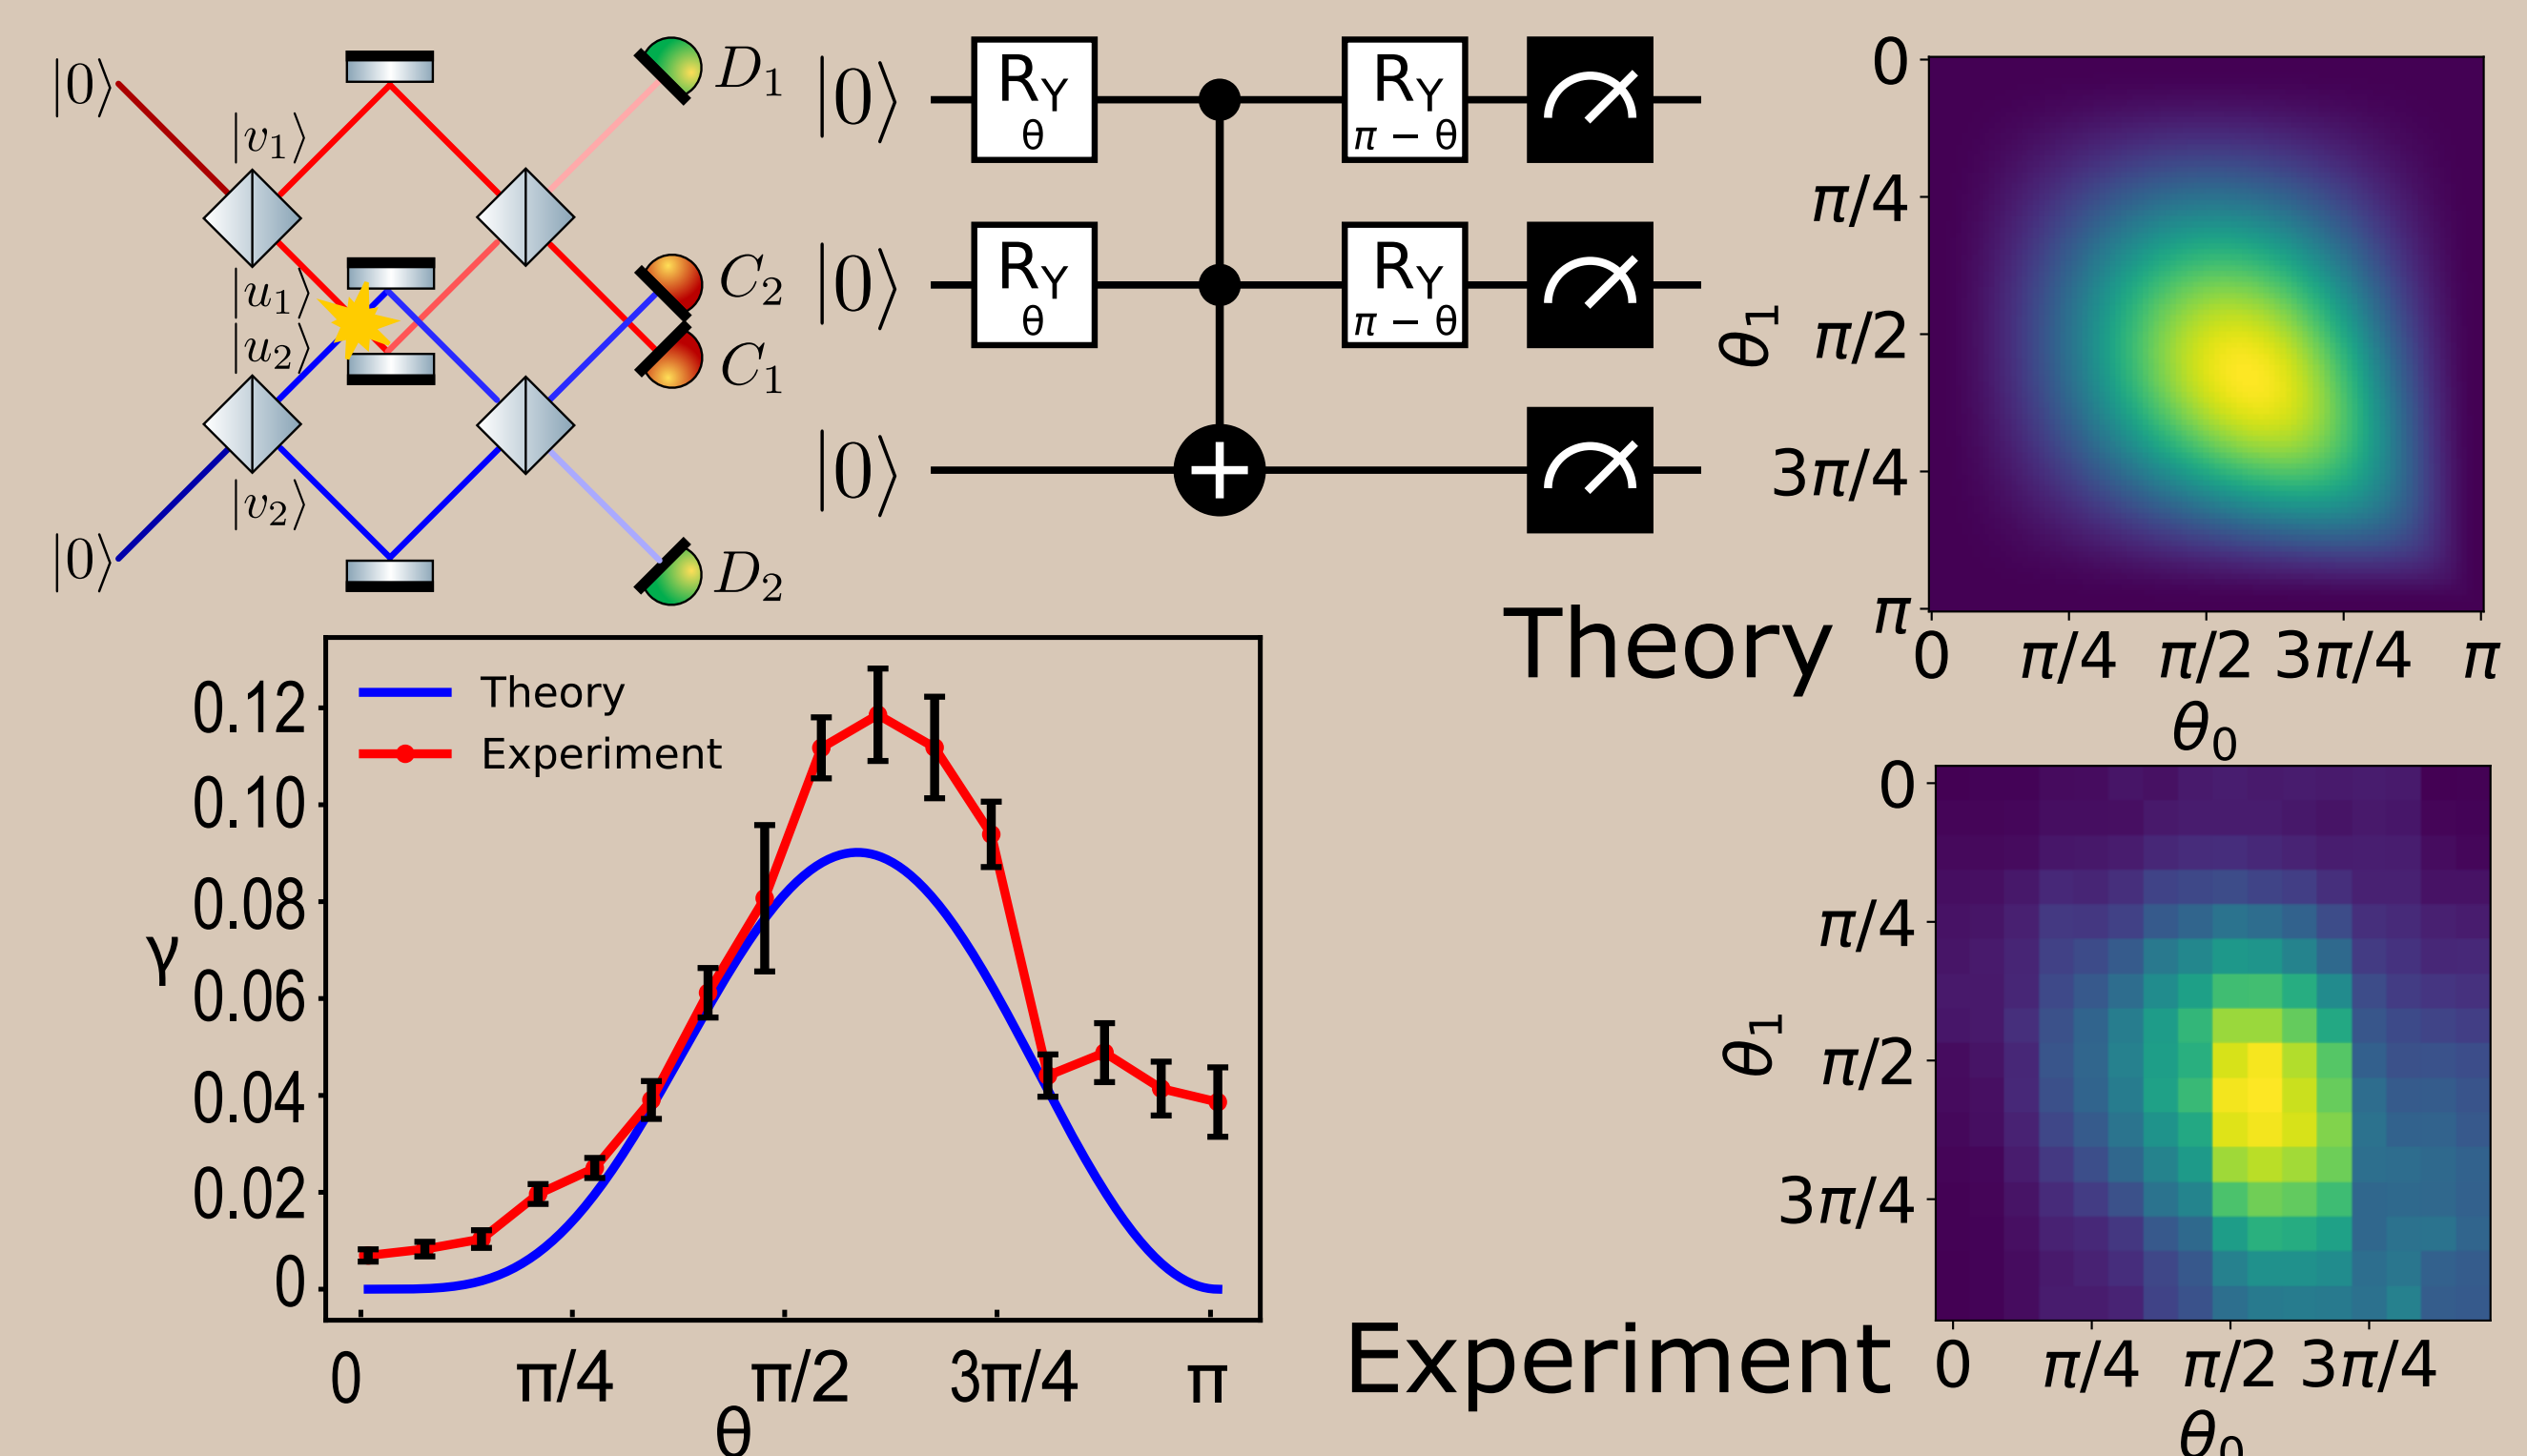 |0⟩
|v₁⟩
|u₁⟩
|u₂⟩
|v₂⟩
|0⟩
D₁
C₂
C₁
D₂
|0⟩ R_Y θ R_Y π − θ
|0⟩ R_Y θ R_Y π − θ
|0⟩
0
π/4
π/2
3π/4
π
θ₁
0 π/4 π/2 3π/4 π
θ₀
Theory
Theory
Experiment
0.12
0.10
0.08
0.06
0.04
0.02
0
γ
0 π/4 π/2 3π/4 π
θ
0
π/4
π/2
3π/4
θ₁
0 π/4 π/2 3π/4
θ₀
Experiment